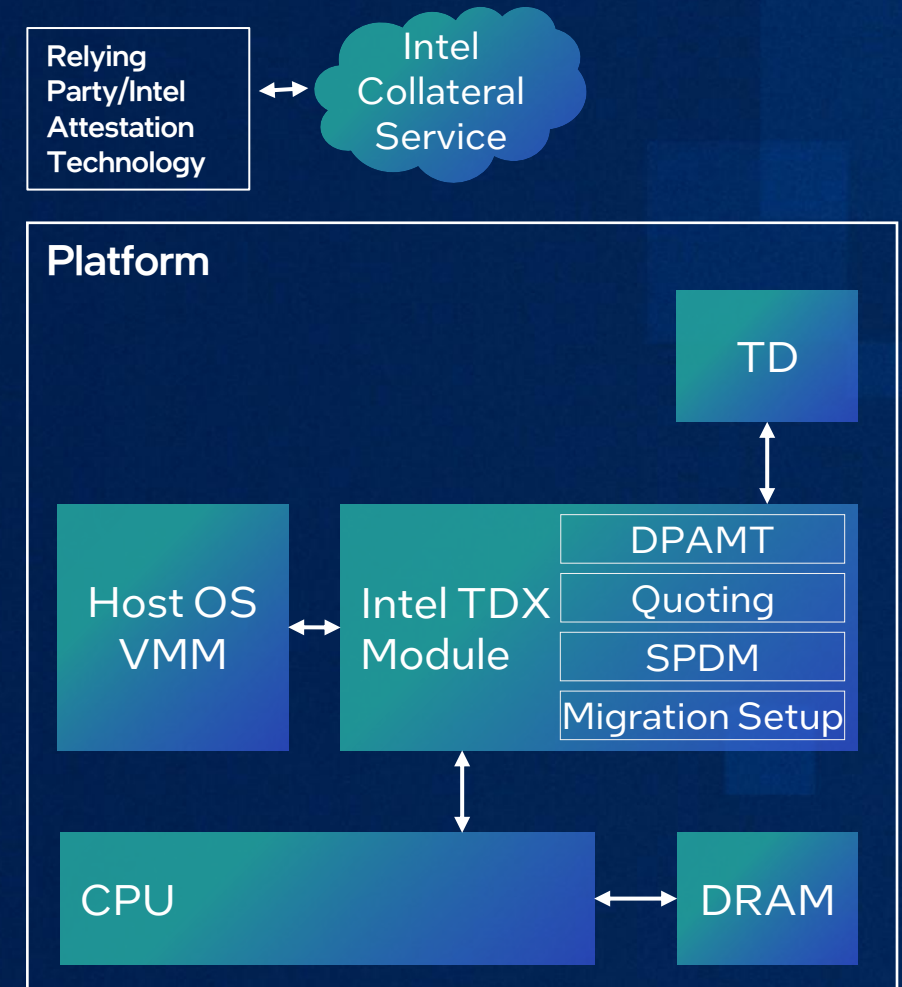 Relying
Party/Intel
Attestation
Technology
Intel
Collateral
Service
Platform
TD
Host OS
VMM
Intel TDX
Module
DPAMT
Quoting
SPDM
Migration Setup
CPU
DRAM